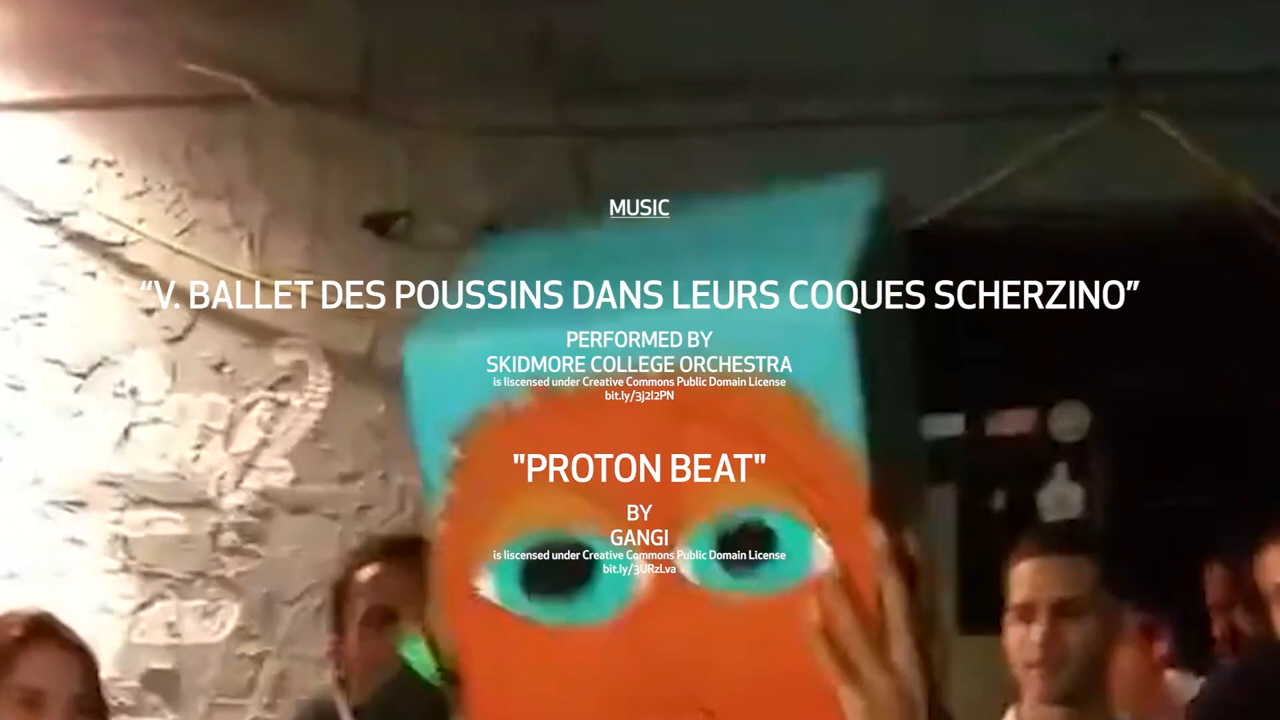 MUSIC
“V. BALLET DES POUSSINS DANS LEURS COQUES SCHERZINO”
PERFORMED BY
SKIDMORE COLLEGE ORCHESTRA
is liscensed under Creative Commons Public Domain License
bit.ly/3j2I2PN
"PROTON BEAT"
BY
GANGI
is liscensed under Creative Commons Public Domain License
bit.ly/3URzLva